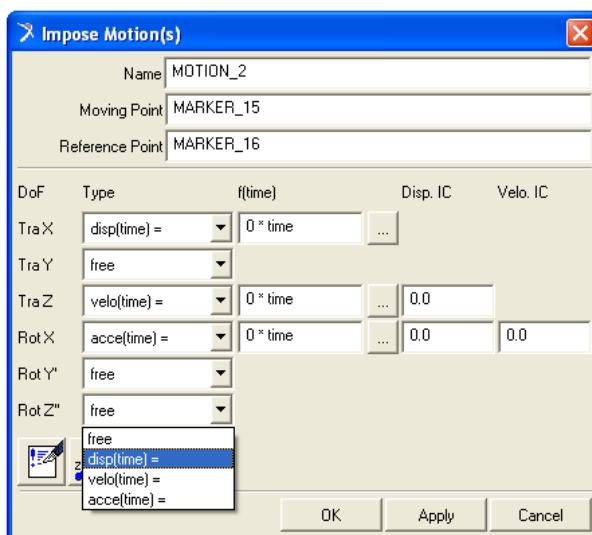 Impose Motion(s)
Name MOTION_2
Moving Point MARKER_15
Reference Point MARKER_16
DoF Type f(time) Disp. IC Velo. IC
Tra X disp(time) = 0 * time ...
Tra Y free
Tra Z velo(time) = 0 * time ... 0.0
Rot X acce(time) = 0 * time ... 0.0 0.0
Rot Y' free
Rot Z" free
free
disp(time) =
velo(time) =
acce(time) =
OK Apply Cancel